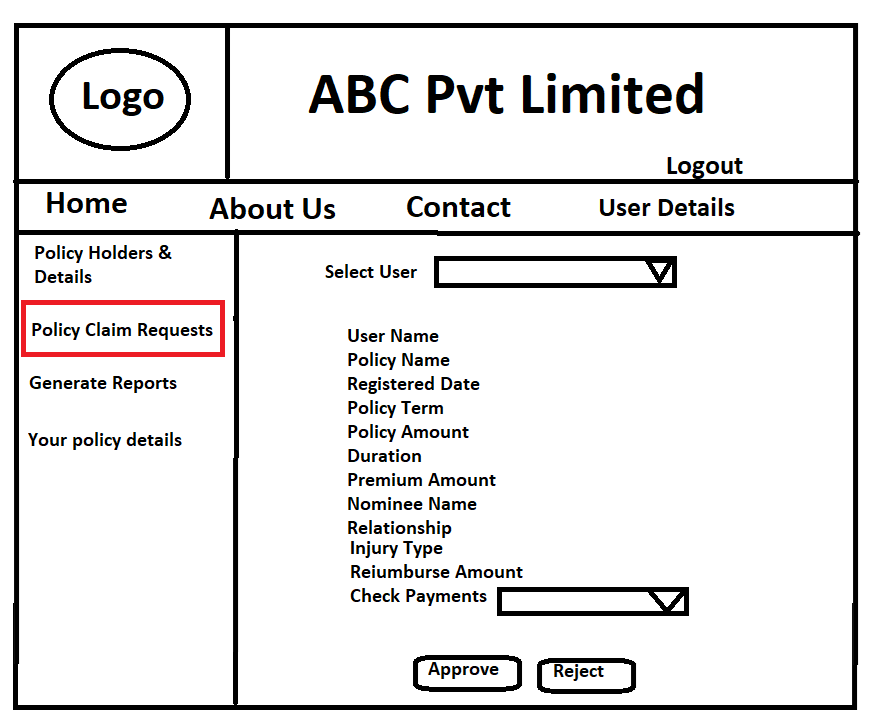 Logo
ABC Pvt Limited
Logout
Home
About Us
Contact
User Details
Policy Holders &
Details
Policy Claim Requests
Generate Reports
Your policy details
Select User
User Name
Policy Name
Registered Date
Policy Term
Policy Amount
Duration
Premium Amount
Nominee Name
Relationship
Injury Type
Reiumburse Amount
Check Payments
Approve
Reject